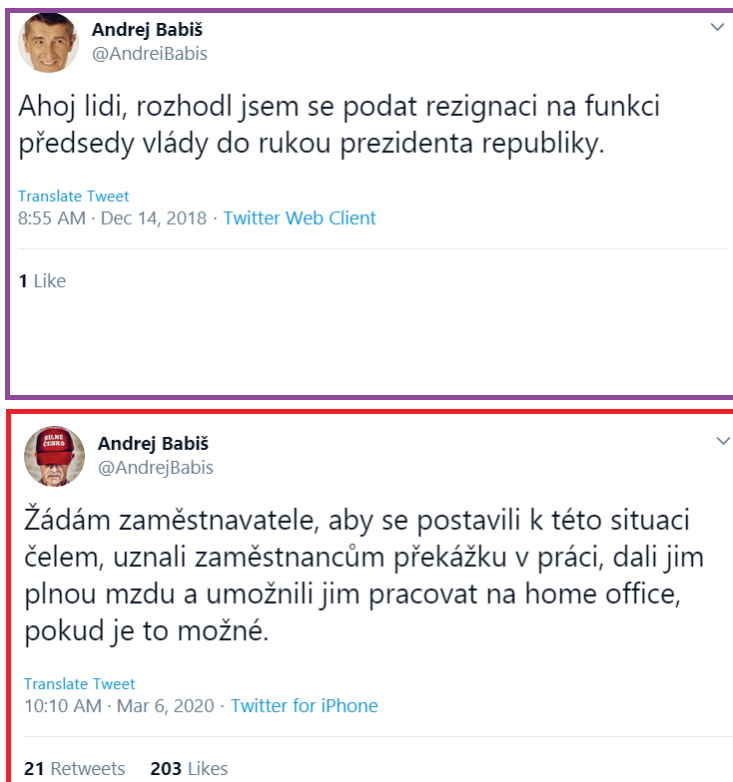 Andrej Babiš
@AndreiBabis
Ahoj lidi, rozhodl jsem se podat rezignaci na funkci
předsedy vlády do rukou prezidenta republiky.
Translate Tweet
8:55 AM · Dec 14, 2018 · Twitter Web Client
1 Like
SILNÉ
ČESKO
Andrej Babiš
@AndrejBabis
Žádám zaměstnavatele, aby se postavili k této situaci
čelem, uznali zaměstnancům překážku v práci, dali jim
plnou mzdu a umožnili jim pracovat na home office,
pokud je to možné.
Translate Tweet
10:10 AM · Mar 6, 2020 · Twitter for iPhone
21 Retweets 203 Likes